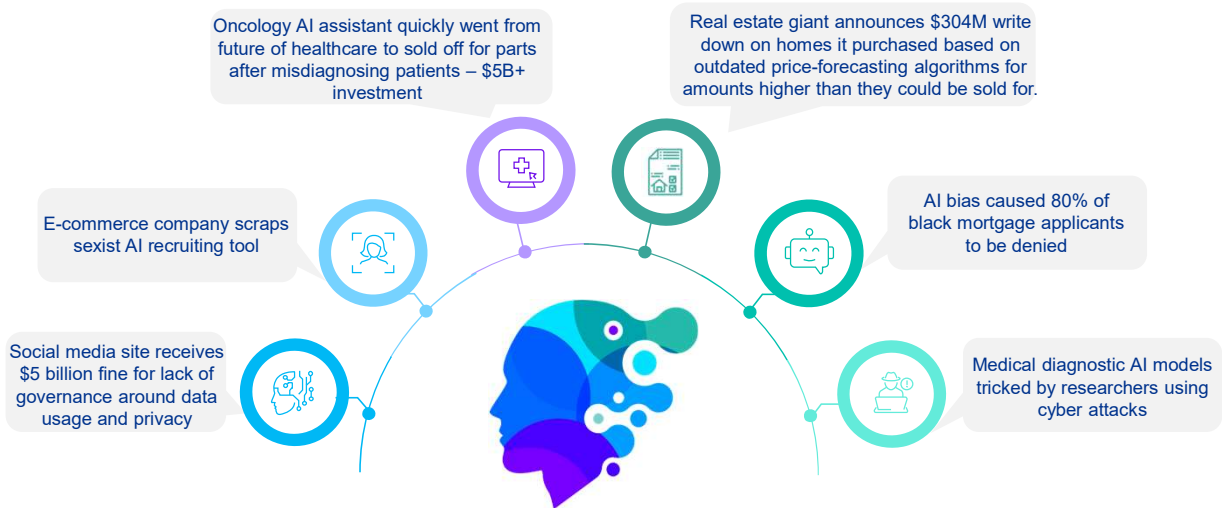 Oncology AI assistant quickly went from
future of healthcare to sold off for parts
after misdiagnosing patients – $5B+
investment
Real estate giant announces $304M write
down on homes it purchased based on
outdated price-forecasting algorithms for
amounts higher than they could be sold for.
E-commerce company scraps
sexist AI recruiting tool
AI bias caused 80% of
black mortgage applicants
to be denied
Social media site receives
$5 billion fine for lack of
governance around data
usage and privacy
Medical diagnostic AI models
tricked by researchers using
cyber attacks